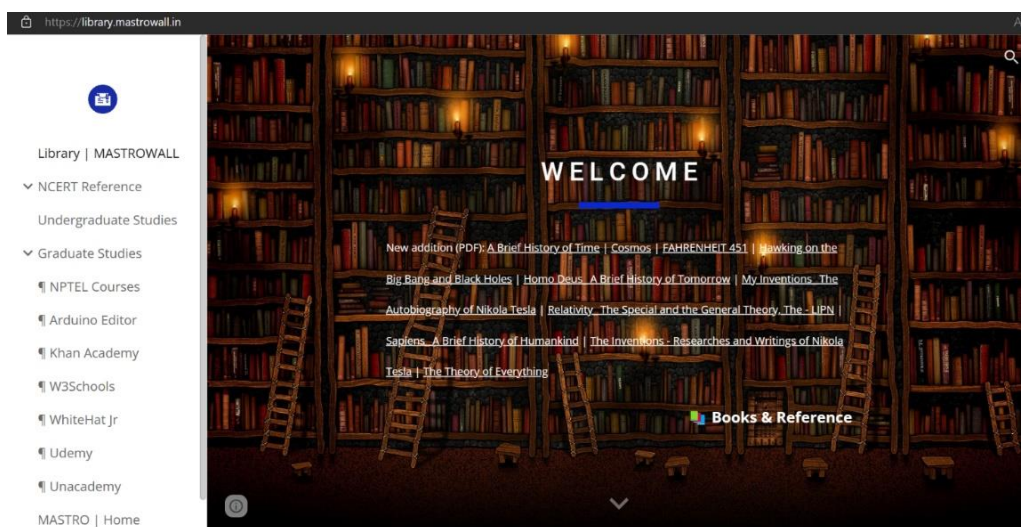 https://library.mastrowall.in
A
Library | MASTROWALL
NCERT Reference
Undergraduate Studies
Graduate Studies
¶ NPTEL Courses
¶ Arduino Editor
¶ Khan Academy
¶ W3Schools
¶ WhiteHat Jr
¶ Udemy
¶ Unacademy
MASTRO | Home
WELCOME
New addition (PDF): A Brief History of Time | Cosmos | FAHRENHEIT 451 | Hawking on the
Big Bang and Black Holes | Homo Deus_ A Brief History of Tomorrow | My Inventions_ The
Autobiography of Nikola Tesla | Relativity_ The Special and the General Theory, The - LIPN |
Sapiens_ A Brief History of Humankind | The Inventions - Researches and Writings of Nikola
Tesla | The Theory of Everything
Books & Reference